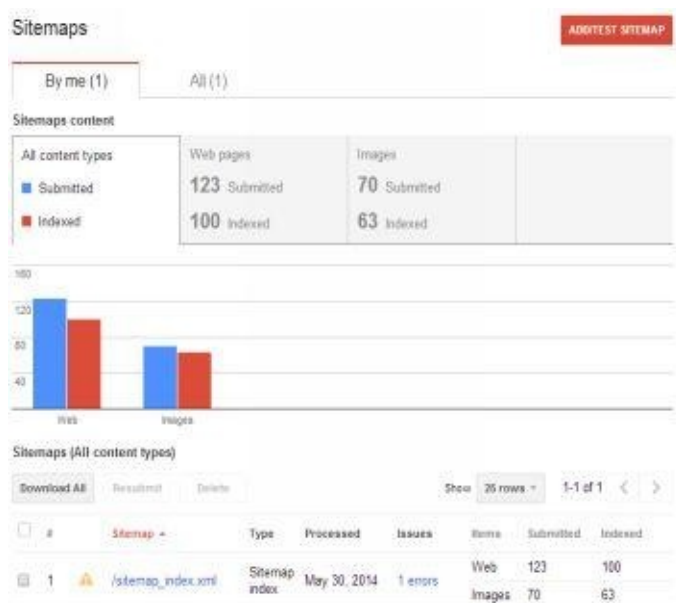 Sitemaps
ADD/TEST SITEMAP
By me (1) All (1)
Sitemaps content
All content types Web pages Images
Submitted 123 Submitted 70 Submitted
Indexed 100 Indexed 63 Indexed
160
120
80
40
Web Images
Sitemaps (All content types)
Download All Resubmit Delete Show 25 rows 1-1 of 1
# Sitemap Type Processed Issues Items Submitted Indexed
1 /sitemap_index.xml Sitemap index May 30, 2014 1 errors Web 123 100
Images 70 63